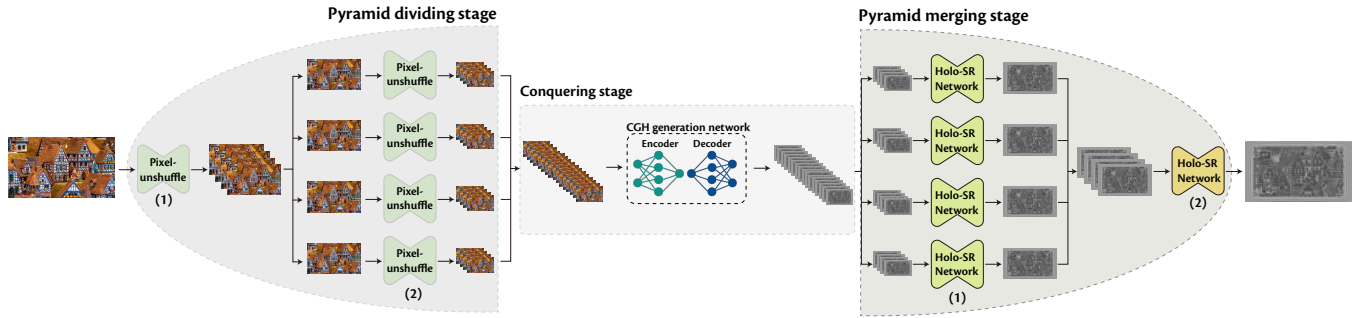 Pyramid dividing stage
Pixel-
unshuffle
(1)
Pixel-
unshuffle
Pixel-
unshuffle
Pixel-
unshuffle
Pixel-
unshuffle
(2)
Conquering stage
CGH generation network
Encoder Decoder
Pyramid merging stage
Holo-SR
Network
Holo-SR
Network
Holo-SR
Network
Holo-SR
Network
(1)
Holo-SR
Network
(2)